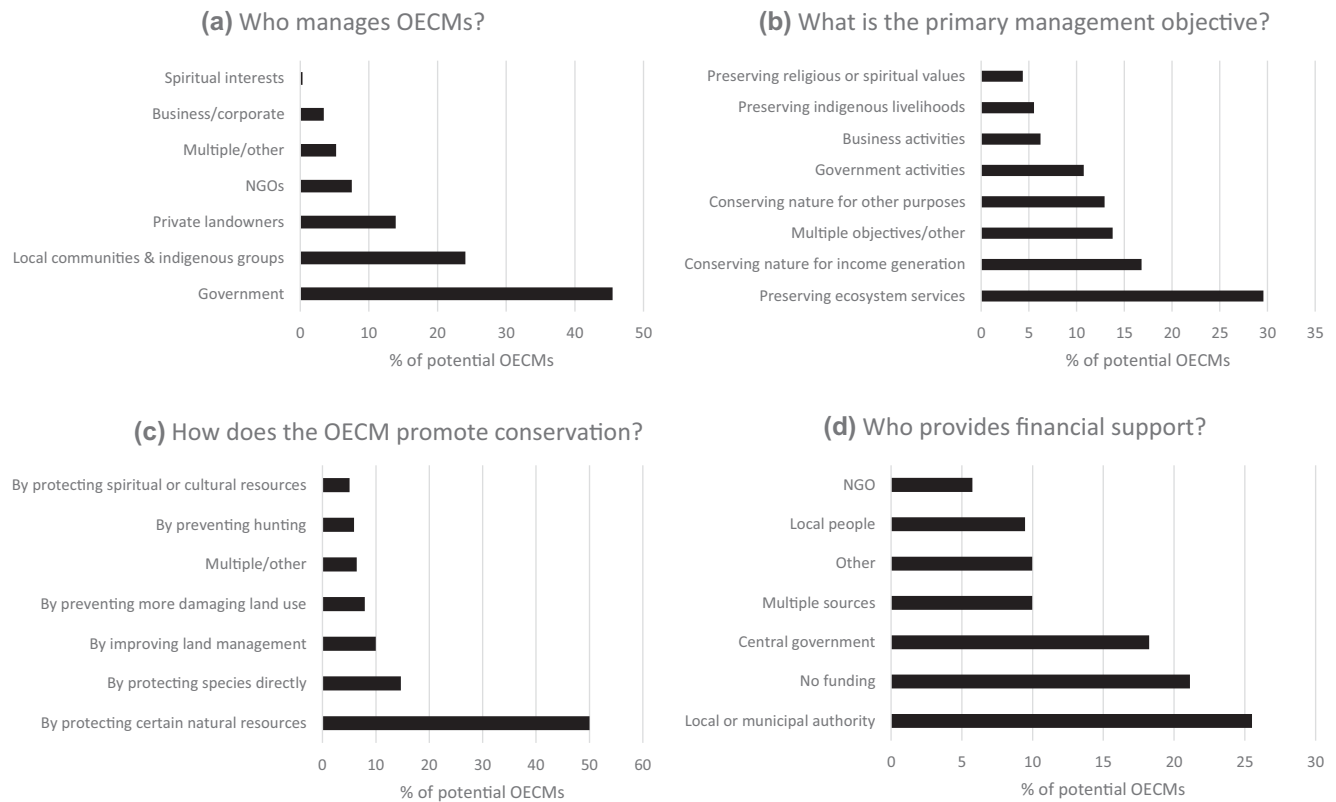 (a) Who manages OECMs?
Spiritual interests
Business/corporate
Multiple/other
NGOs
Private landowners
Local communities & indigenous groups
Government
0 10 20 30 40 50
% of potential OECMs
(b) What is the primary management objective?
Preserving religious or spiritual values
Preserving indigenous livelihoods
Business activities
Government activities
Conserving nature for other purposes
Multiple objectives/other
Conserving nature for income generation
Preserving ecosystem services
0 5 10 15 20 25 30 35
% of potential OECMs
(c) How does the OECM promote conservation?
By protecting spiritual or cultural resources
By preventing hunting
Multiple/other
By preventing more damaging land use
By improving land management
By protecting species directly
By protecting certain natural resources
0 10 20 30 40 50 60
% of potential OECMs
(d) Who provides financial support?
NGO
Local people
Other
Multiple sources
Central government
No funding
Local or municipal authority
0 5 10 15 20 25 30
% of potential OECMs